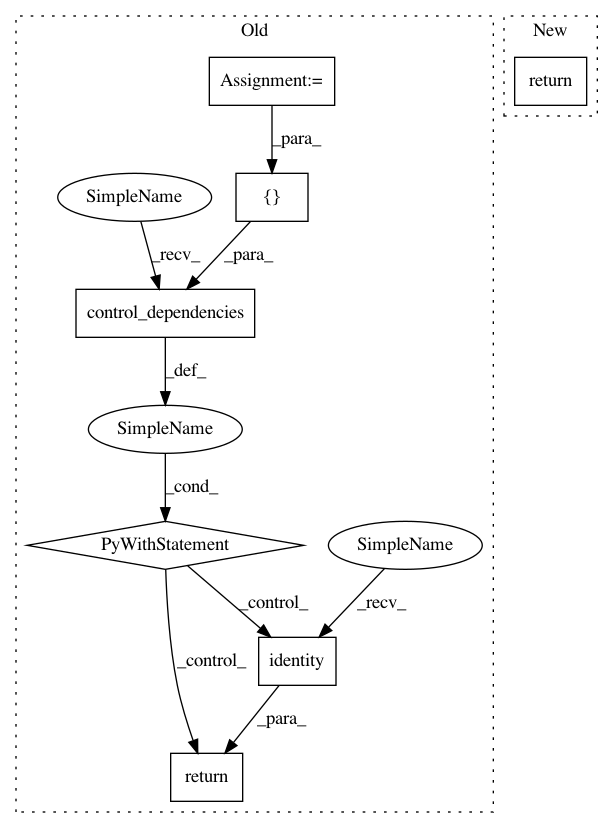 Old
New
Assignment:=
return
_para_
SimpleName
{}
_recv_
_para_
control_dependencies
_def_
SimpleName
_cond_
PyWithStatement
SimpleName
_control_
_recv_
_control_
identity
_para_
return